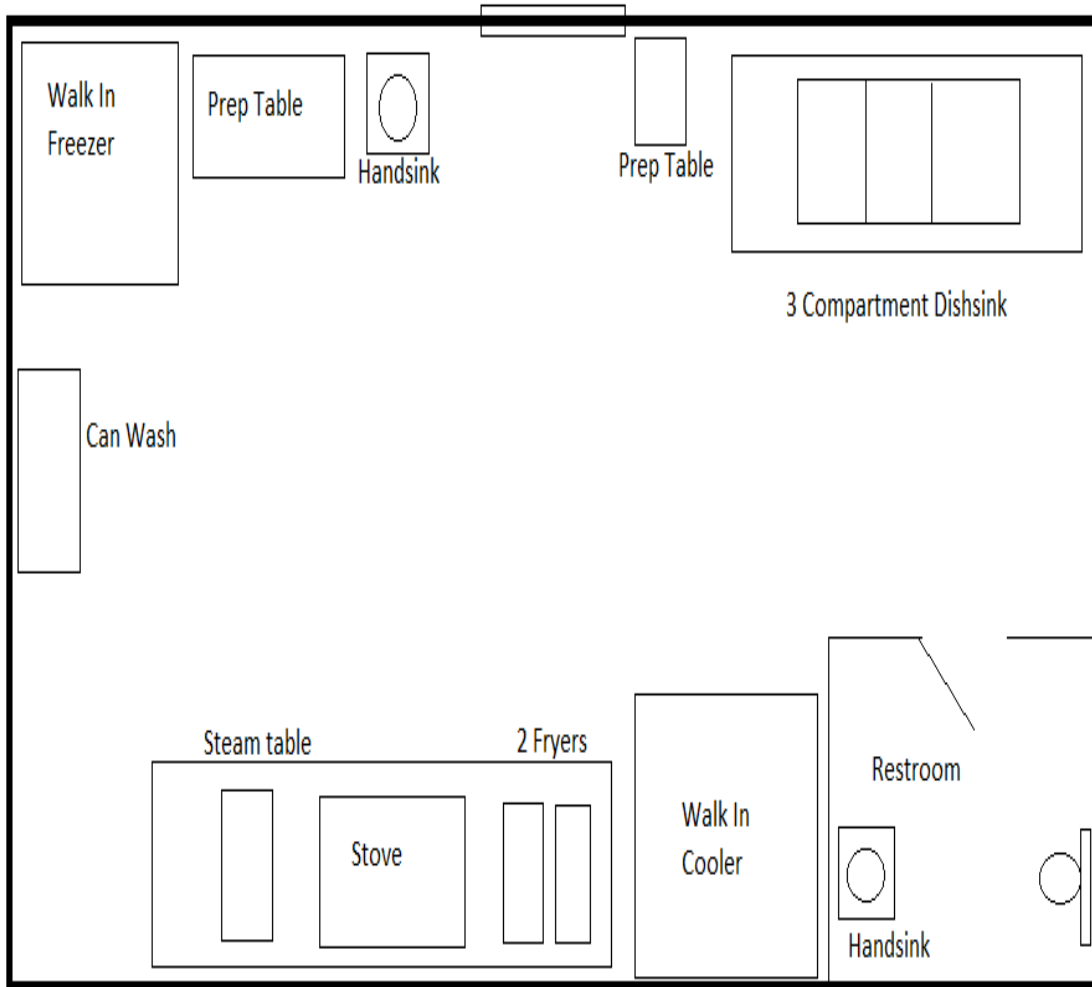 Walk In
Freezer
Prep Table
Handsink
Prep Table
3 Compartment Dishsink
Can Wash
Steam table
2 Fryers
Stove
Walk In
Cooler
Restroom
Handsink